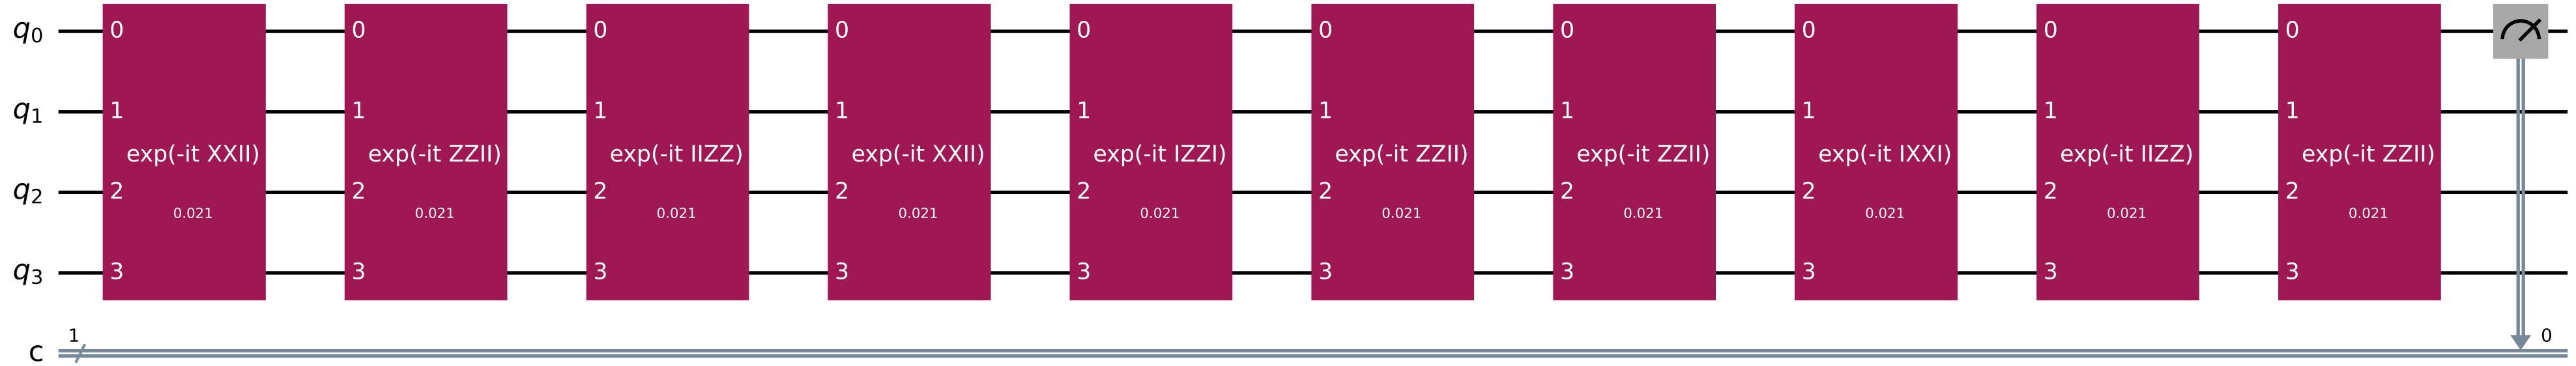 q0 0 0 0 0 0 0 0 0 0 0
q1 1 1 1 1 1 1 1 1 1 1
exp(-it XXII) exp(-it ZZII) exp(-it IIZZ) exp(-it XXII) exp(-it IZZI) exp(-it ZZII) exp(-it ZZII) exp(-it IXXI) exp(-it IIZZ) exp(-it ZZII)
q2 2 2 2 2 2 2 2 2 2 2
0.021 0.021 0.021 0.021 0.021 0.021 0.021 0.021 0.021 0.021
q3 3 3 3 3 3 3 3 3 3 3
1 0
c